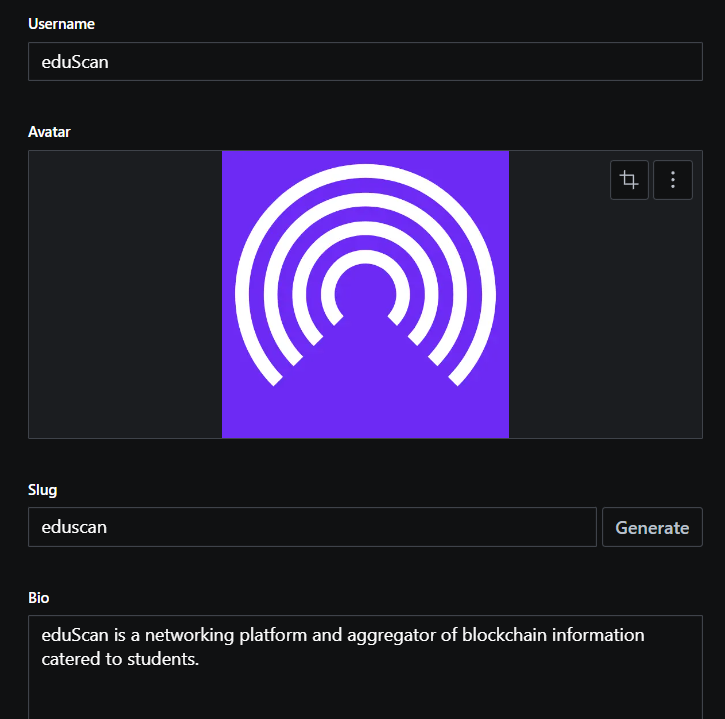 Username
eduScan
Avatar
Slug
eduscan
Generate
Bio
eduScan is a networking platform and aggregator of blockchain information
catered to students.